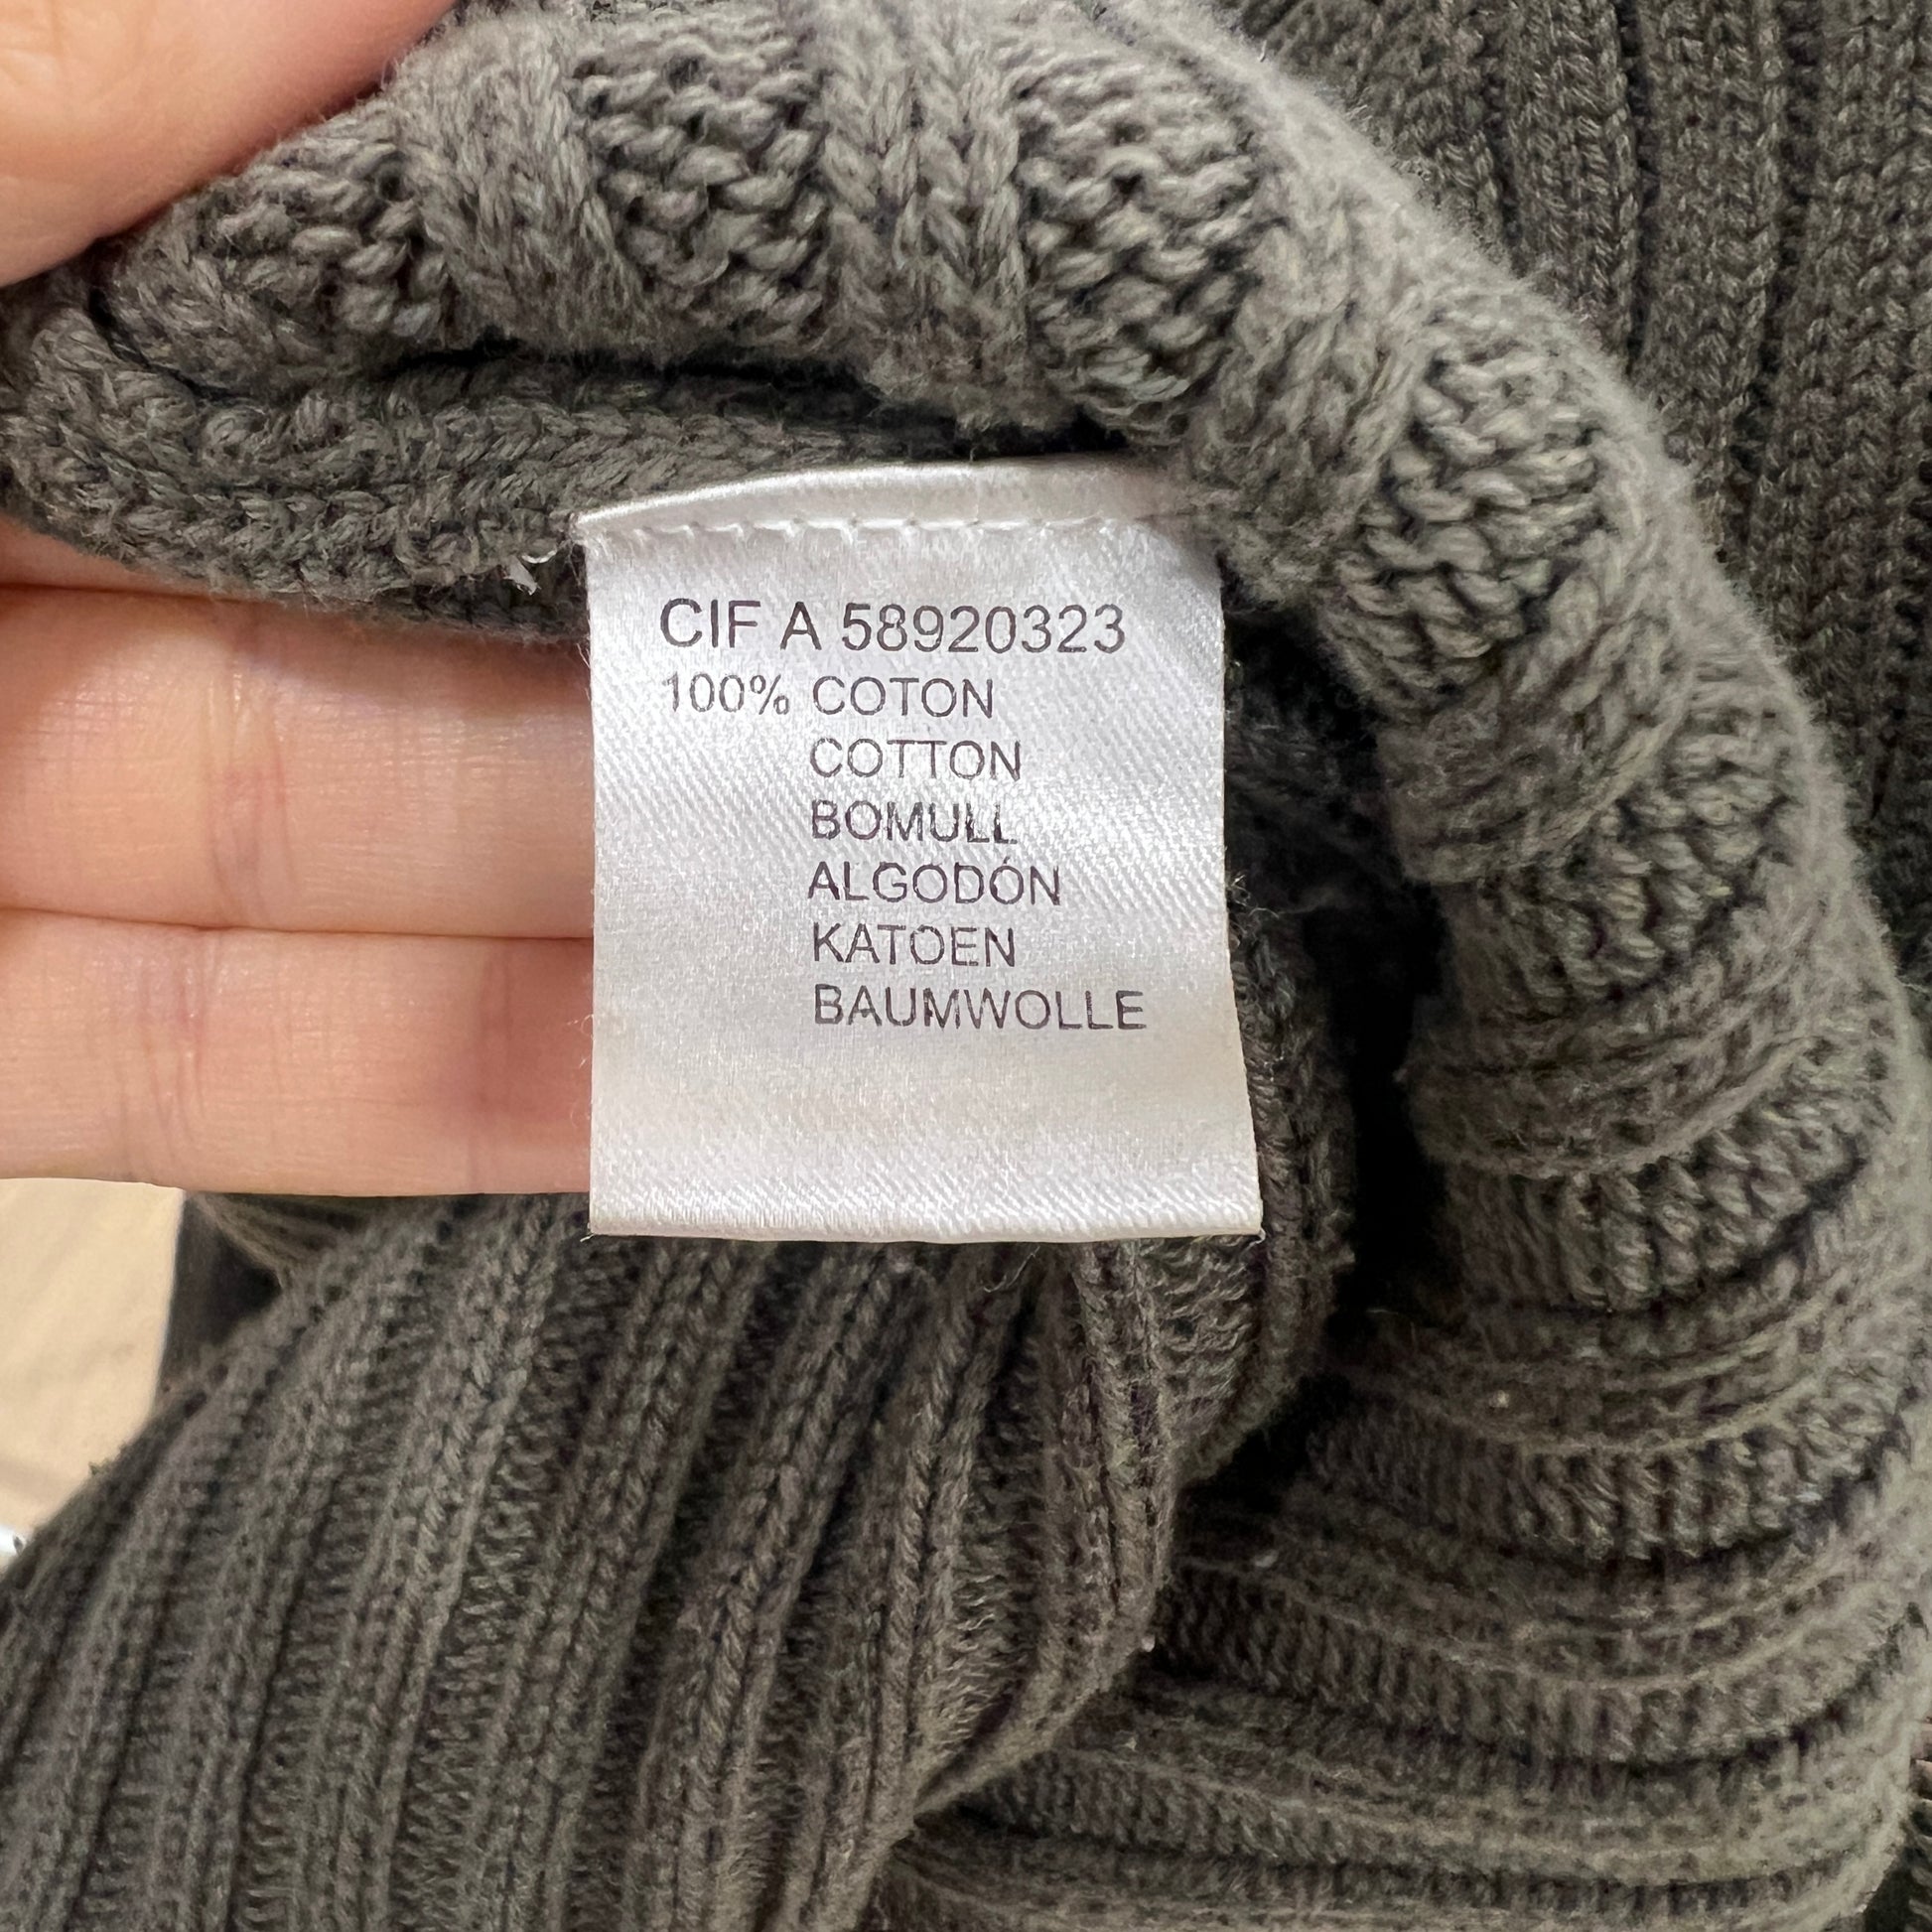 CIF A 58920323
100% COTON
COTTON
BOMULL
ALGODÓN
KATOEN
BAUMWOLLE